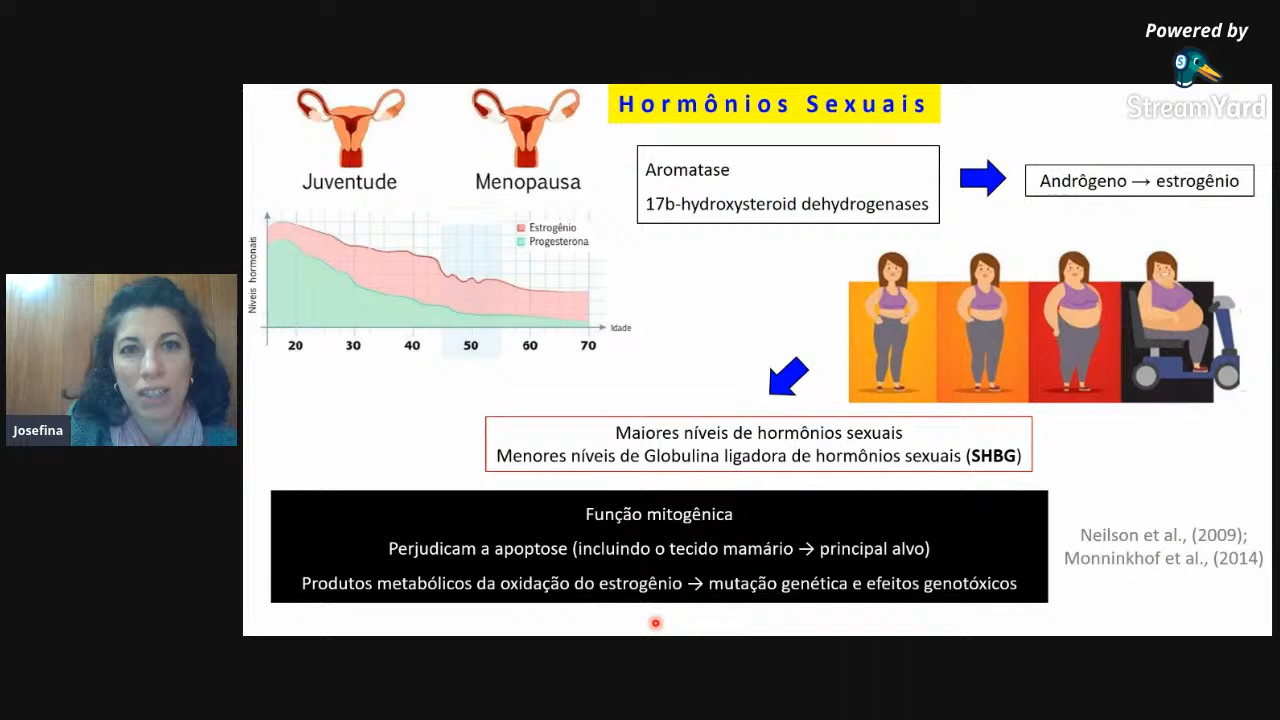 Powered by
S
StreamYard
Hormônios Sexuais
Juventude
Menopausa
Aromatase
17b-hydroxysteroid dehydrogenases
Andrôgeno → estrogênio
Níveis hormonais
Estrogênio
Progesterona
Idade
20 30 40 50 60 70
Josefina
Maiores níveis de hormônios sexuais
Menores níveis de Globulina ligadora de hormônios sexuais (SHBG)
Função mitogênica
Perjudicam a apoptose (incluindo o tecido mamário → principal alvo)
Produtos metabólicos da oxidação do estrogênio → mutação genética e efeitos genotóxicos
Neilson et al., (2009);
Monninkhof et al., (2014)